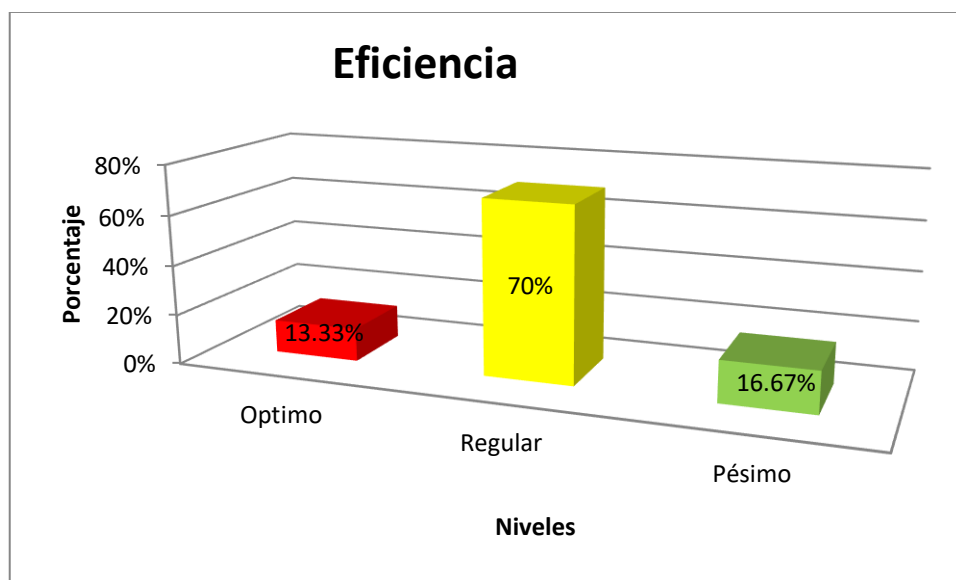 Eficiencia
80%
60%
40%
20%
0%
Porcentaje
13.33%
70%
16.67%
Optimo
Regular
Pésimo
Niveles